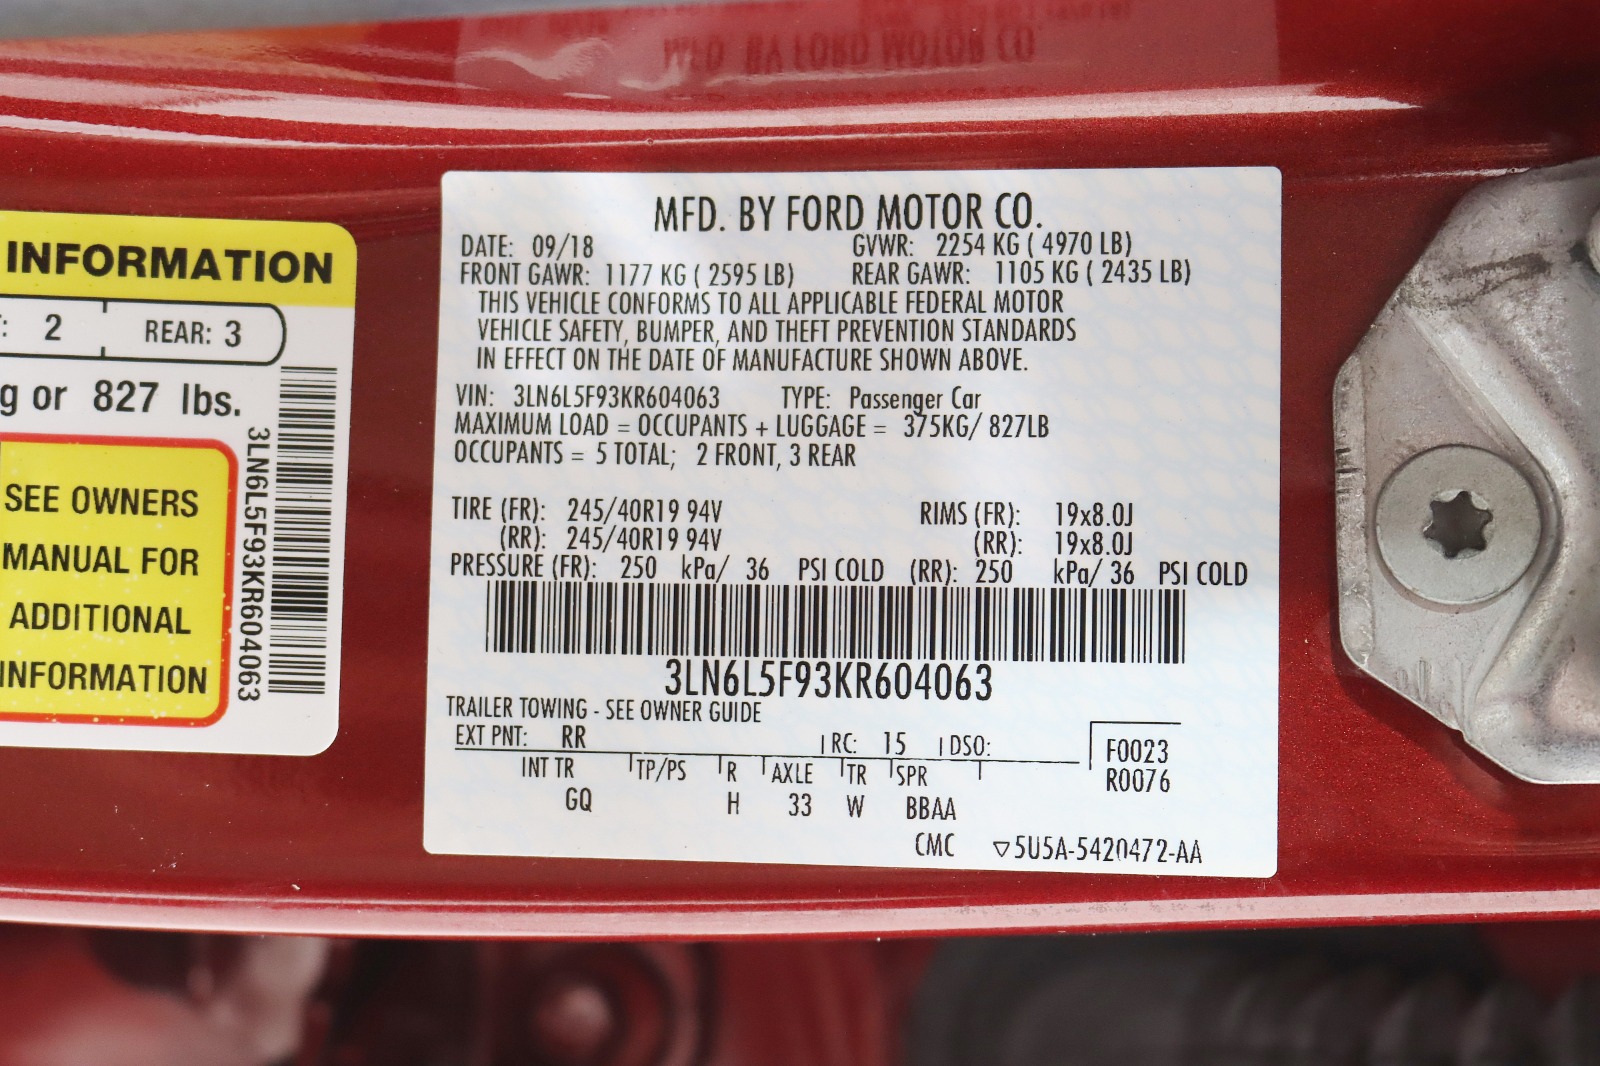 INFORMATION
: 2 REAR: 3
g or 827 lbs.
SEE OWNERS
MANUAL FOR
ADDITIONAL
INFORMATION
3LN6L5F93KR604063
MFD. BY FORD MOTOR CO.
DATE: 09/18 GVWR: 2254 KG ( 4970 LB)
FRONT GAWR: 1177 KG ( 2595 LB) REAR GAWR: 1105 KG ( 2435 LB)
THIS VEHICLE CONFORMS TO ALL APPLICABLE FEDERAL MOTOR
VEHICLE SAFETY, BUMPER, AND THEFT PREVENTION STANDARDS
IN EFFECT ON THE DATE OF MANUFACTURE SHOWN ABOVE.
VIN: 3LN6L5F93KR604063 TYPE: Passenger Car
MAXIMUM LOAD = OCCUPANTS + LUGGAGE = 375KG/ 827LB
OCCUPANTS = 5 TOTAL; 2 FRONT, 3 REAR
TIRE (FR): 245/40R19 94V RIMS (FR): 19x8.0J
(RR): 245/40R19 94V (RR): 19x8.0J
PRESSURE (FR): 250 kPa/ 36 PSI COLD (RR): 250 kPa/ 36 PSI COLD
3LN6L5F93KR604063
TRAILER TOWING - SEE OWNER GUIDE
EXT PNT: RR RC: 15 DSO: F0023
R0076
INT TR TP/PS R AXLE TR SPR
GQ H 33 W BBAA
CMC ▽5U5A-5420472-AA